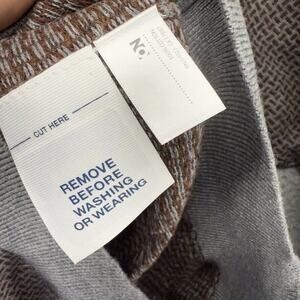 CUT HERE
REMOVE
BEFORE
WASHING
OR WEARING
NO.